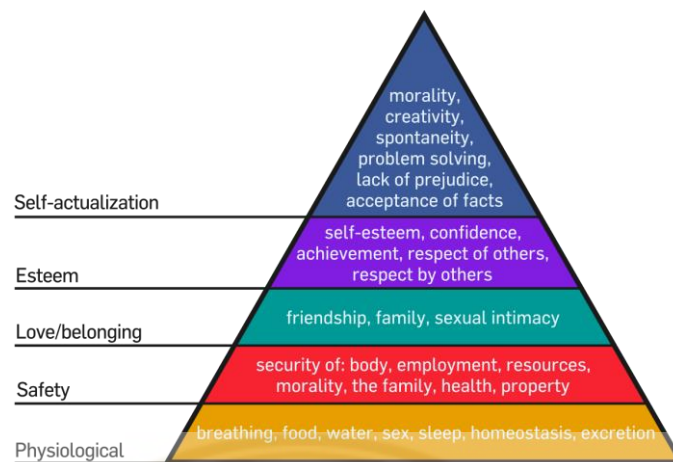 morality,
creativity,
spontaneity,
problem solving,
lack of prejudice,
acceptance of facts
Self-actualization
self-esteem, confidence,
achievement, respect of others,
respect by others
Esteem
friendship, family, sexual intimacy
Love/belonging
security of: body, employment, resources,
morality, the family, health, property
Safety
breathing, food, water, sex, sleep, homeostasis, excretion
Physiological